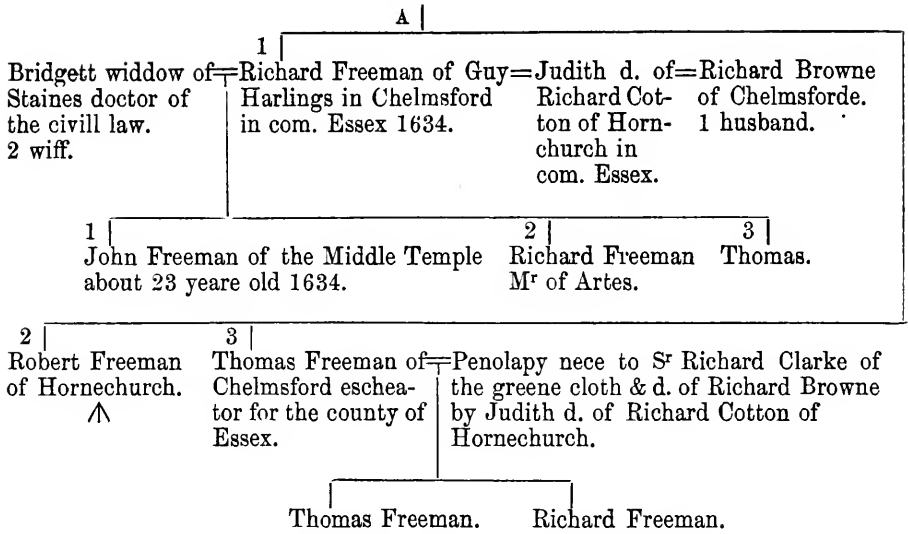 A
1
Bridgett widdow of=Richard Freeman of Guy=Judith d. of=Richard Browne
Staines doctor of Harlings in Chelmsford Richard Cot- of Chelmsforde.
the civill law. in com. Essex 1634. ton of Horn- 1 husband.
2 wiff. church in
com. Essex.
1 2 3
John Freeman of the Middle Temple Richard Freeman Thomas.
about 23 yeare old 1634. Mr of Artes.
2 3
Robert Freeman Thomas Freeman of=Penolapy nece to Sr Richard Clarke of
of Hornechurch. Chelmsford eschea- the greene cloth & d. of Richard Browne
tor for the county of by Judith d. of Richard Cotton of
Essex. Hornechurch.
Thomas Freeman. Richard Freeman.